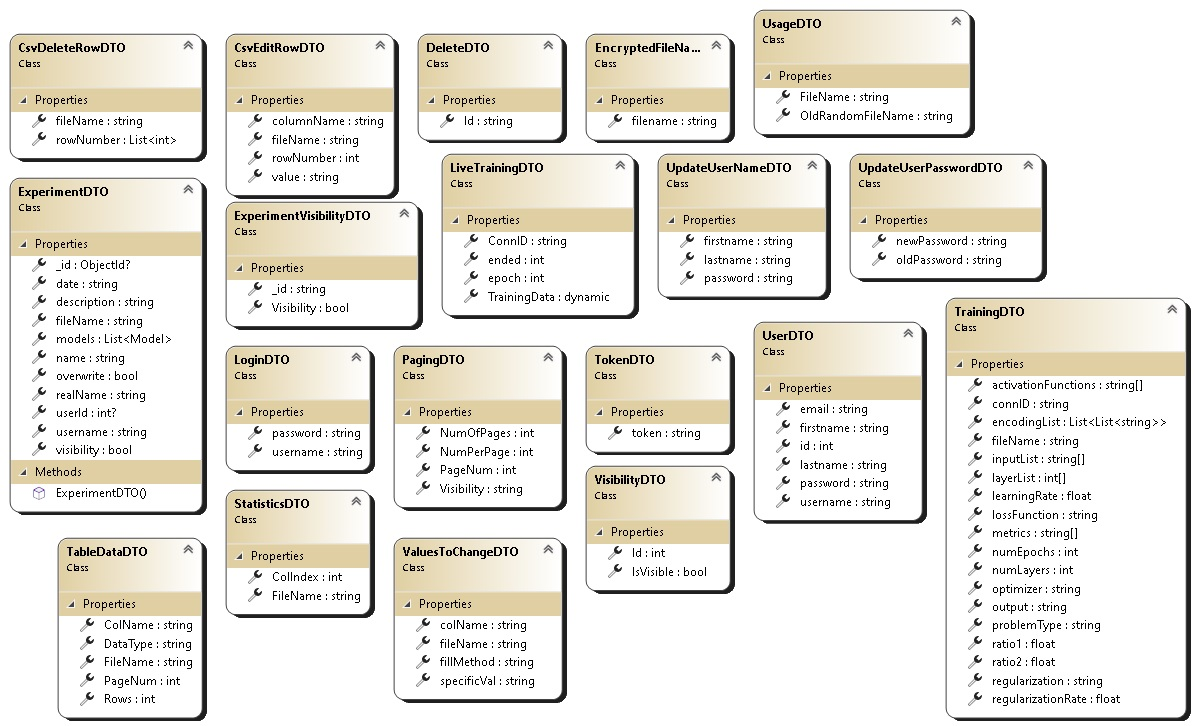 CsvDeleteRowDTO
Class
Properties
fileName : string
rowNumber : List<int>
CsvEditRowDTO
Class
Properties
columnName : string
fileName : string
rowNumber : int
value : string
DeleteDTO
Class
Properties
Id : string
EncryptedFileNa...
Class
Properties
filename : string
UsageDTO
Class
Properties
FileName : string
OldRandomFileName : string
ExperimentDTO
Class
Properties
_id : ObjectId?
date : string
description : string
fileName : string
models : List<Model>
name : string
overwrite : bool
realName : string
userId : int?
username : string
visibility : bool
Methods
ExperimentDTO()
ExperimentVisibilityDTO
Class
Properties
_id : string
Visibility : bool
LiveTrainingDTO
Class
Properties
ConnID : string
ended : int
epoch : int
TrainingData : dynamic
UpdateUserNameDTO
Class
Properties
firstname : string
lastname : string
password : string
UpdateUserPasswordDTO
Class
Properties
newPassword : string
oldPassword : string
LoginDTO
Class
Properties
password : string
username : string
PagingDTO
Class
Properties
NumOfPages : int
NumPerPage : int
PageNum : int
Visibility : string
TokenDTO
Class
Properties
token : string
UserDTO
Class
Properties
email : string
firstname : string
id : int
lastname : string
password : string
username : string
TrainingDTO
Class
Properties
activationFunctions : string[]
connID : string
encodingList : List<List<string>>
fileName : string
inputList : string[]
layerList : int[]
learningRate : float
lossFunction : string
metrics : string[]
numEpochs : int
numLayers : int
optimizer : string
output : string
problemType : string
ratio1 : float
ratio2 : float
regularization : string
regularizationRate : float
StatisticsDTO
Class
Properties
ColIndex : int
FileName : string
VisibilityDTO
Class
Properties
Id : int
IsVisible : bool
TableDataDTO
Class
Properties
ColName : string
DataType : string
FileName : string
PageNum : int
Rows : int
ValuesToChangeDTO
Class
Properties
colName : string
fileName : string
fillMethod : string
specificVal : string